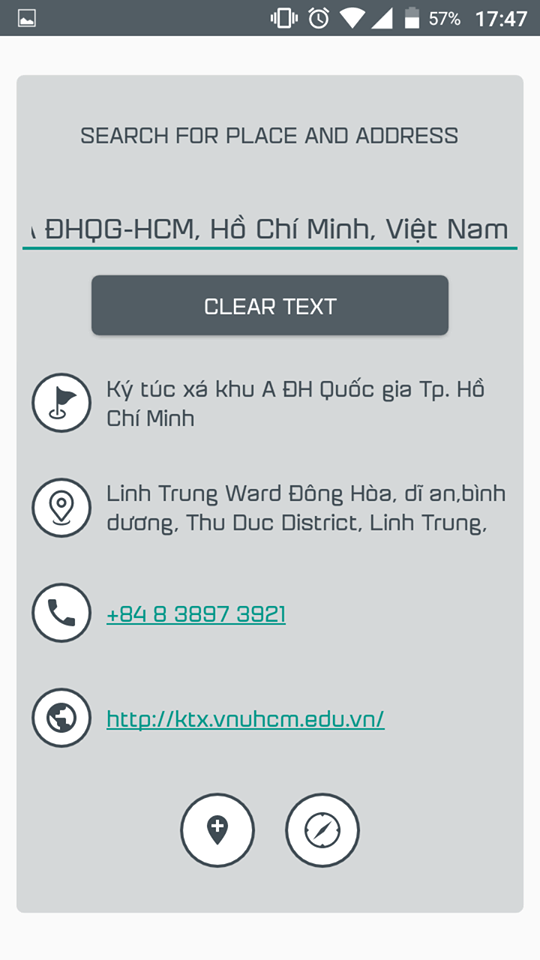 57% 17:47
SEARCH FOR PLACE AND ADDRESS
ĐHQG-HCM, Hồ Chí Minh, Việt Nam
CLEAR TEXT
Ký túc xá khu A ĐH Quốc gia Tp. Hồ
Chí Minh
Linh Trung Ward Đông Hòa, dĩ an,bình
dương, Thu Duc District, Linh Trung,
+84 8 3897 3921
http://ktx.vnuhcm.edu.vn/